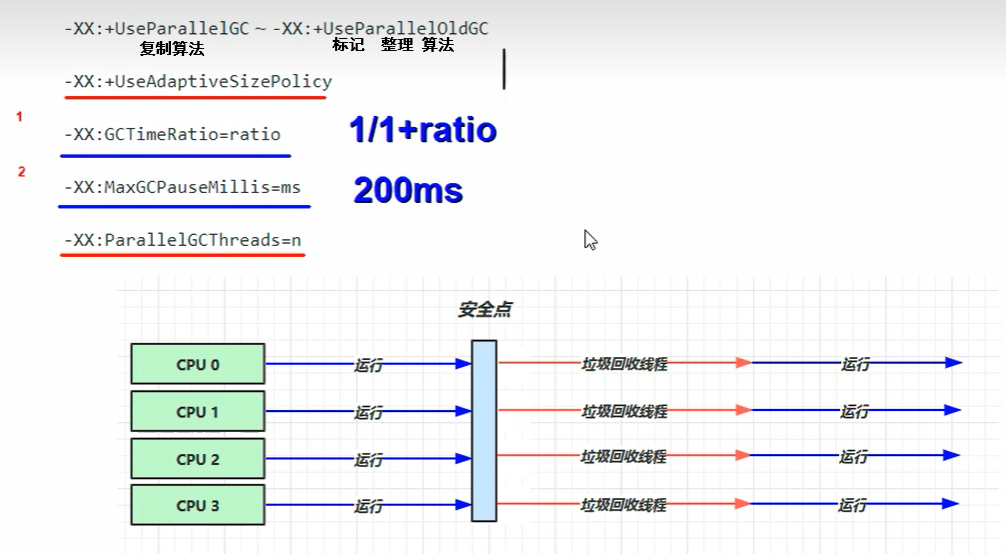 -XX:+UseParallelGC ~ -XX:+UseParallelOldGC
复制算法 标记 整理 算法
-XX:+UseAdaptiveSizePolicy
1
-XX:GCTimeRatio=ratio 1/1+ratio
2
-XX:MaxGCPauseMillis=ms 200ms
-XX:ParallelGCThreads=n
安全点
CPU 0 运行 垃圾回收线程 运行
CPU 1 运行 垃圾回收线程 运行
CPU 2 运行 垃圾回收线程 运行
CPU 3 运行 垃圾回收线程 运行